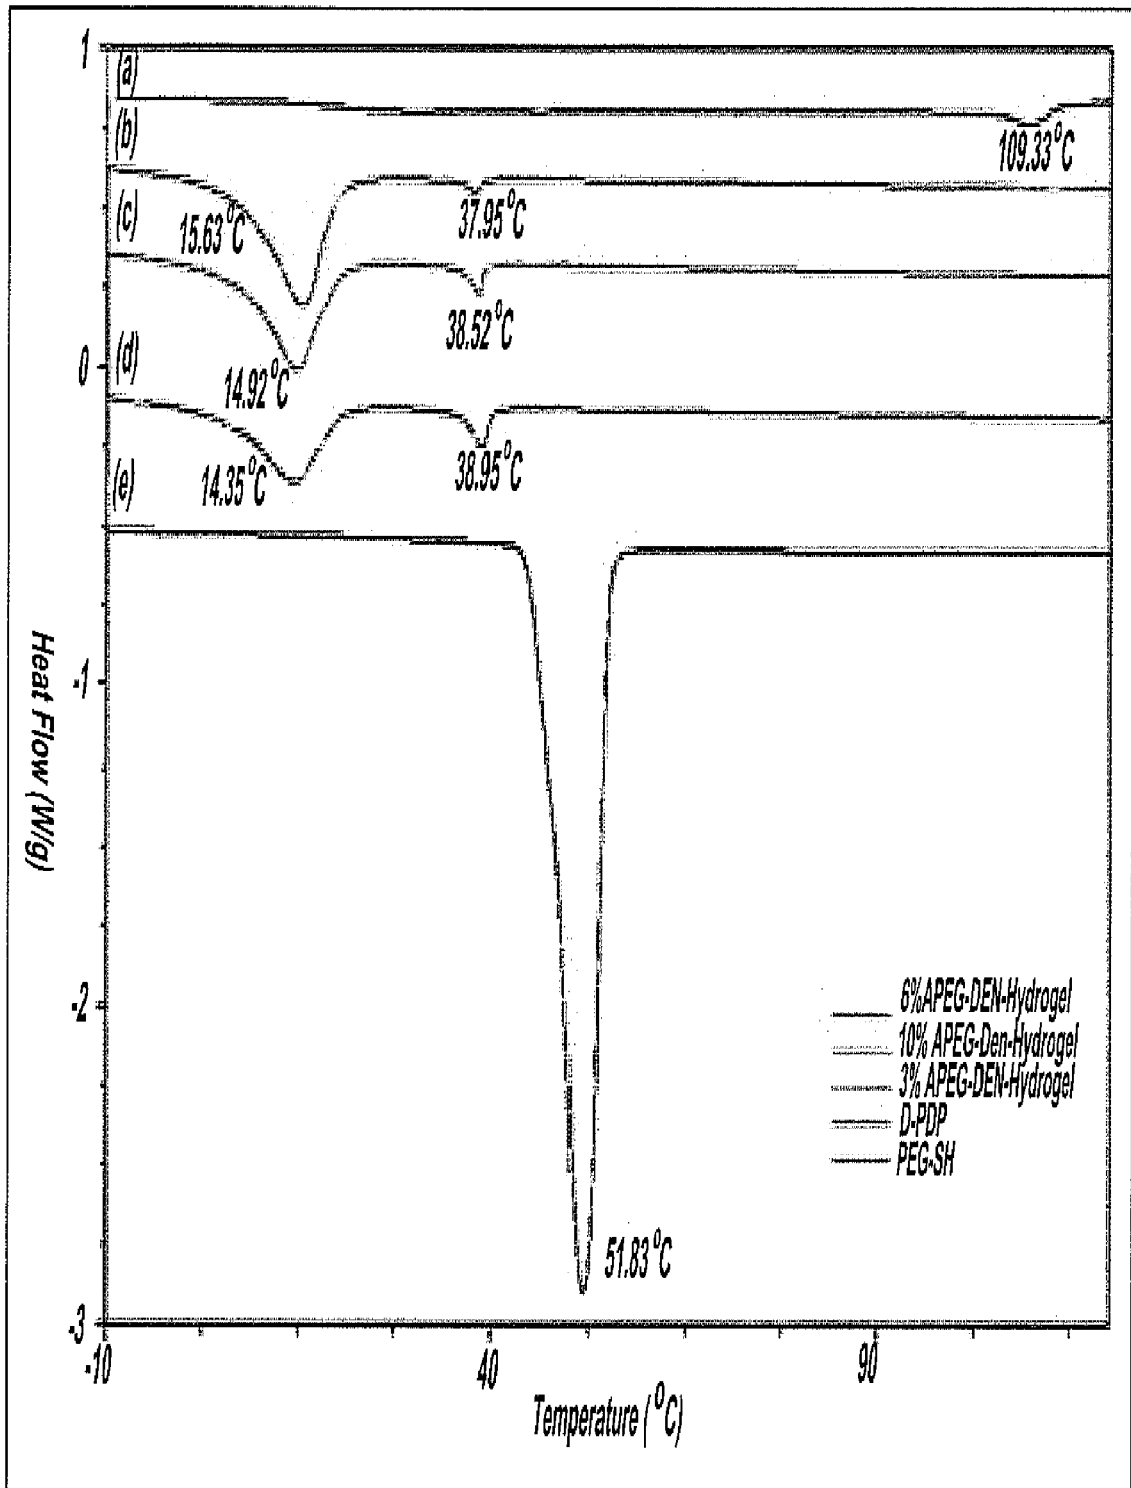 1
(a)
(b)
109.33°C
15.63°C
37.95°C
(c)
38.52°C
0
(d)
14.92°C
14.35°C
38.95°C
(e)
Heat Flow (W/g)
-1
-2
6%APEG-DEN-Hydrogel
10% APEG-Den-Hydrogel
3% APEG-DEN-Hydrogel
D-PDP
PEG-SH
51.83°C
-3
-10
40
90
Temperature (°C)